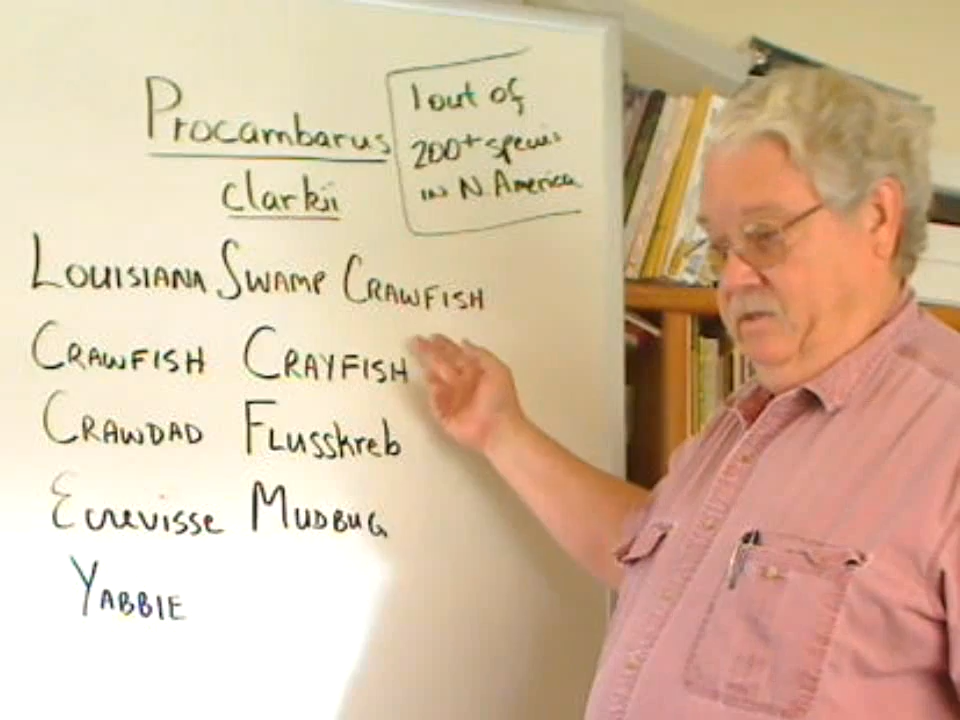 Procambarus
clarkii
1 out of
200+ species
in N America
Louisiana Swamp Crawfish
Crawfish Crayfish
Crawdad Flusskreb
Ecrevisse Mudbug
Yabbie